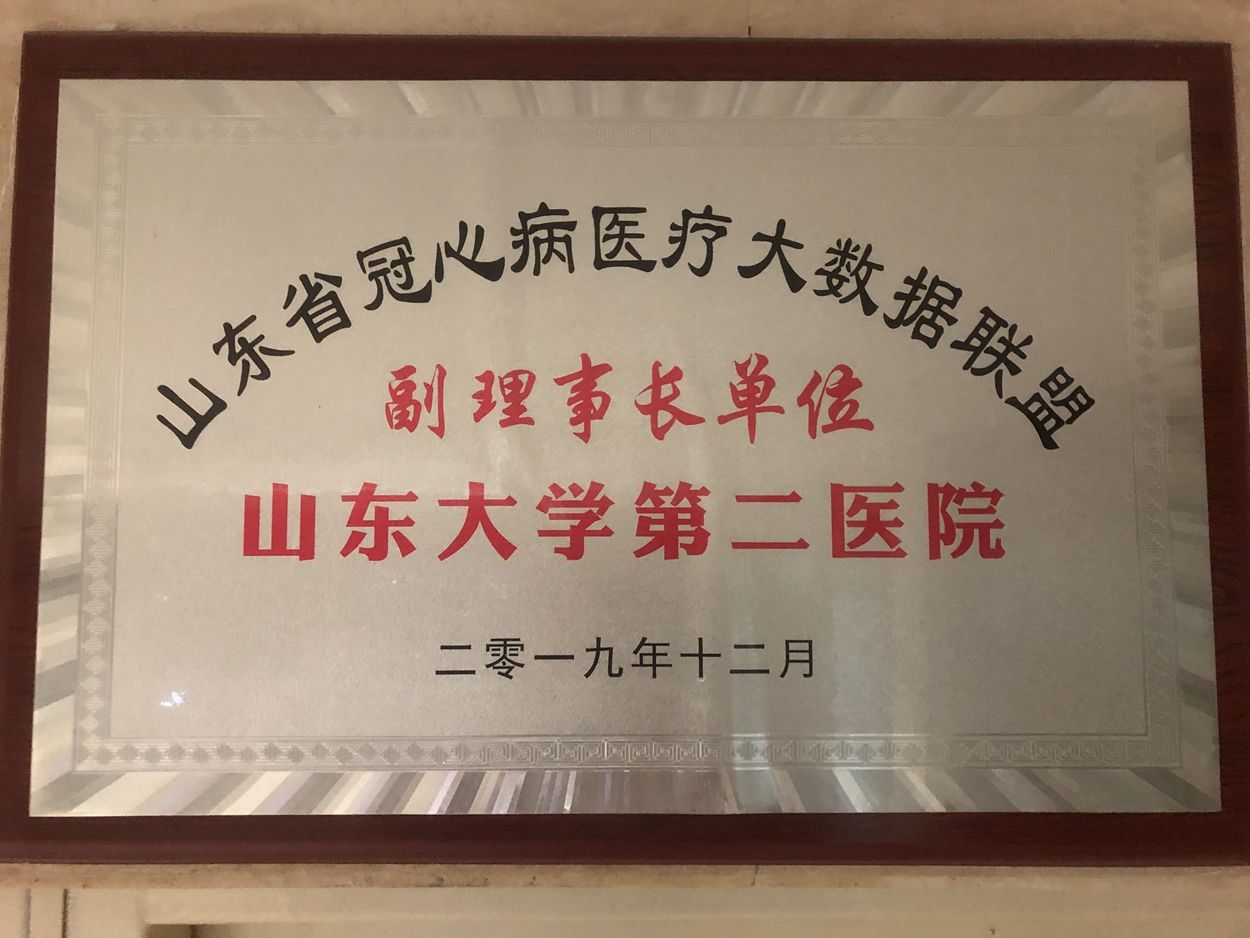 山东省冠心病医疗大数据联盟
副理事长单位
山东大学第二医院
二零一九年十二月